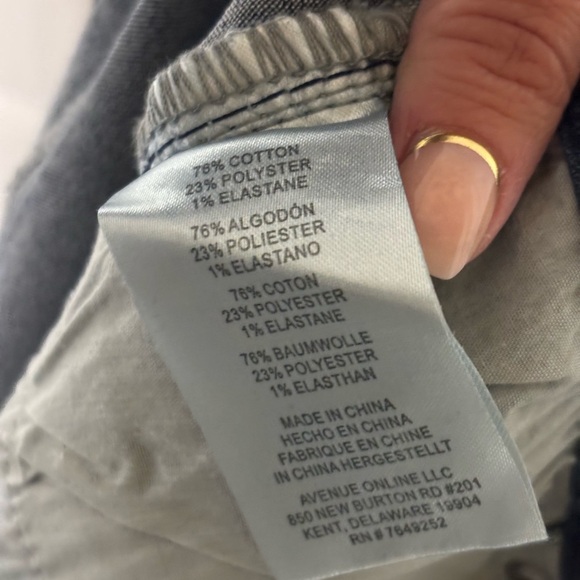 76% COTTON
23% POLYSTER
1% ELASTANE
76% ALGODÓN
23% POLIESTER
1% ELASTANO
76% COTON
23% POLYESTER
1% ELASTANE
76% BAUMWOLLE
23% POLYESTER
1% ELASTHAN
MADE IN CHINA
HECHO EN CHINA
FABRIQUE EN CHINE
IN CHINA HERGESTELLT
AVENUE ONLINE LLC
850 NEW BURTON RD #201
KENT, DELAWARE 19904
RN # 7649252